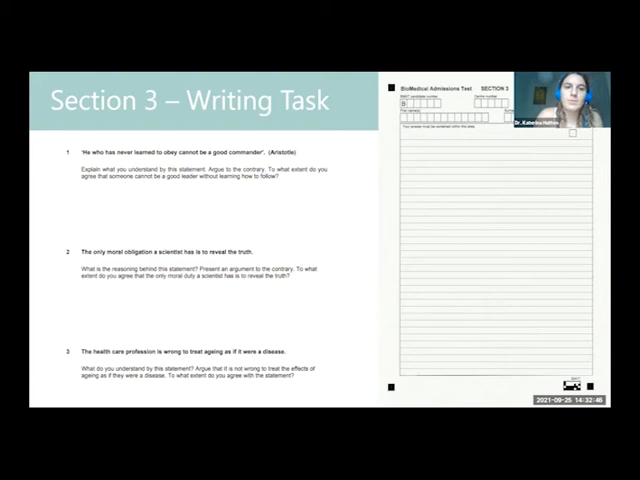 Section 3 – Writing Task
1 'He who has never learned to obey cannot be a good commander'. (Aristotle)
Explain what you understand by this statement. Argue to the contrary. To what extent do you
agree that someone cannot be a good leader without learning how to follow?
2 The only moral obligation a scientist has is to reveal the truth.
What is the reasoning behind this statement? Present an argument to the contrary. To what
extent do you agree that the only moral duty a scientist has is to reveal the truth?
3 The health care profession is wrong to treat ageing as if it were a disease.
What do you understand by this statement? Argue that it is not wrong to treat the effects of
ageing as if they were a disease. To what extent do you agree with the statement?
BioMedical Admissions Test SECTION 3
BMAT candidate number
Centre number
B
First name(s)
Your answer must be contained within this area
2021-09-25 14:32:46